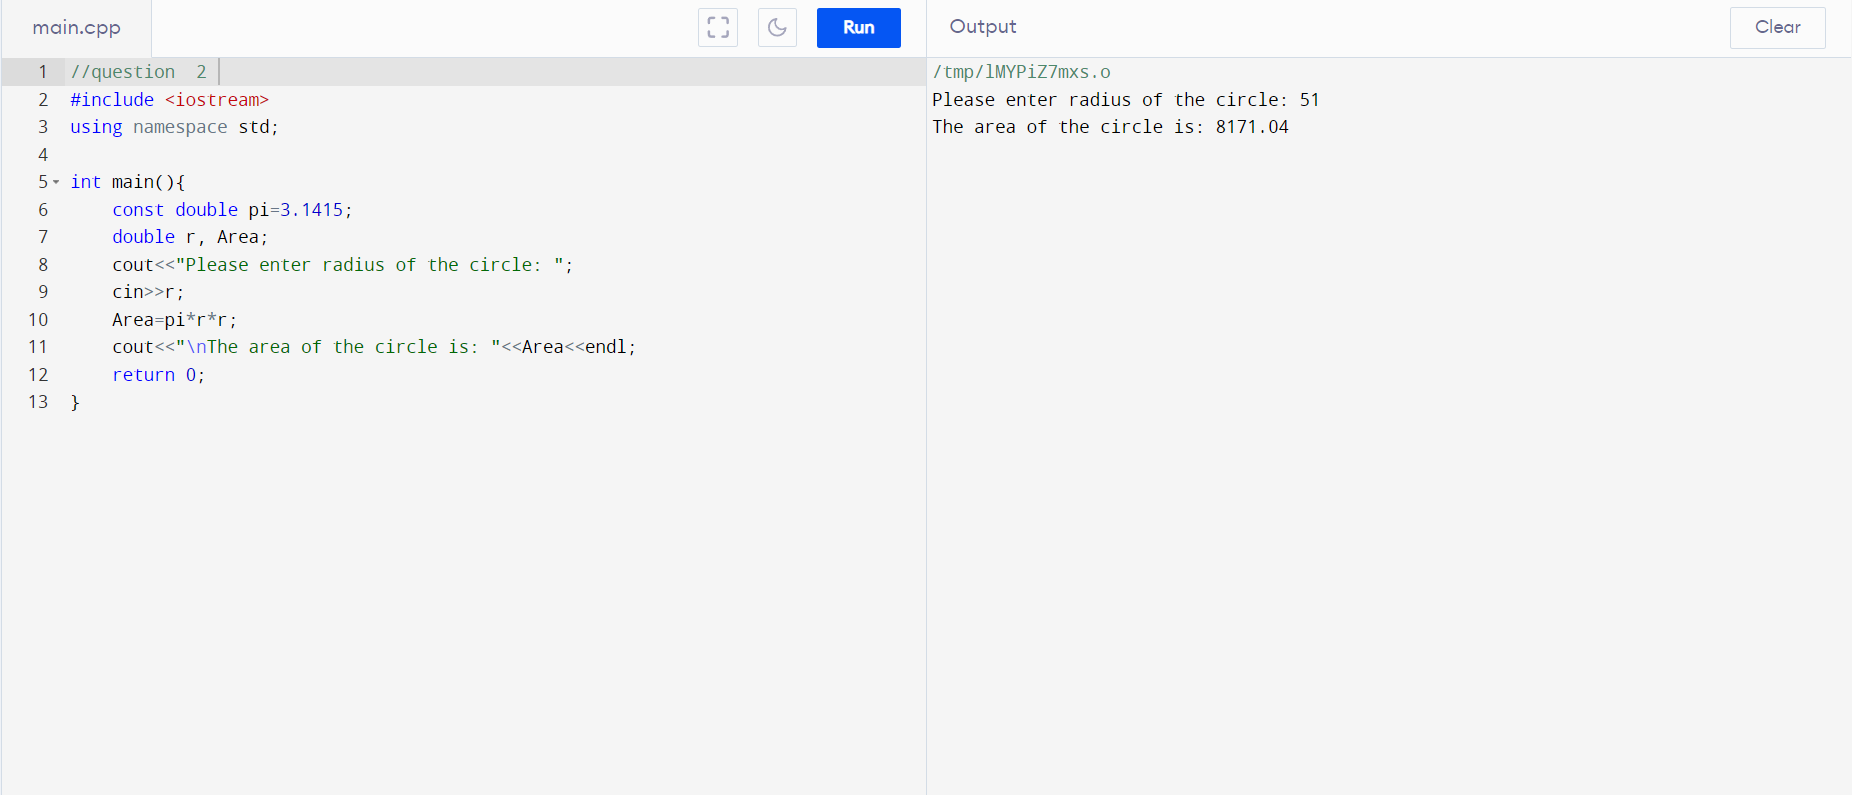 main.cpp
Run
1 //question  2
2 #include <iostream>
3 using namespace std;
4
5 int main(){
6     const double pi=3.1415;
7     double r, Area;
8     cout<<"Please enter radius of the circle: ";
9     cin>>r;
10     Area=pi*r*r;
11     cout<<"\nThe area of the circle is: "<<Area<<endl;
12     return 0;
13 }
Output
Clear
/tmp/lMYPiZ7mxs.o
Please enter radius of the circle: 51
The area of the circle is: 8171.04